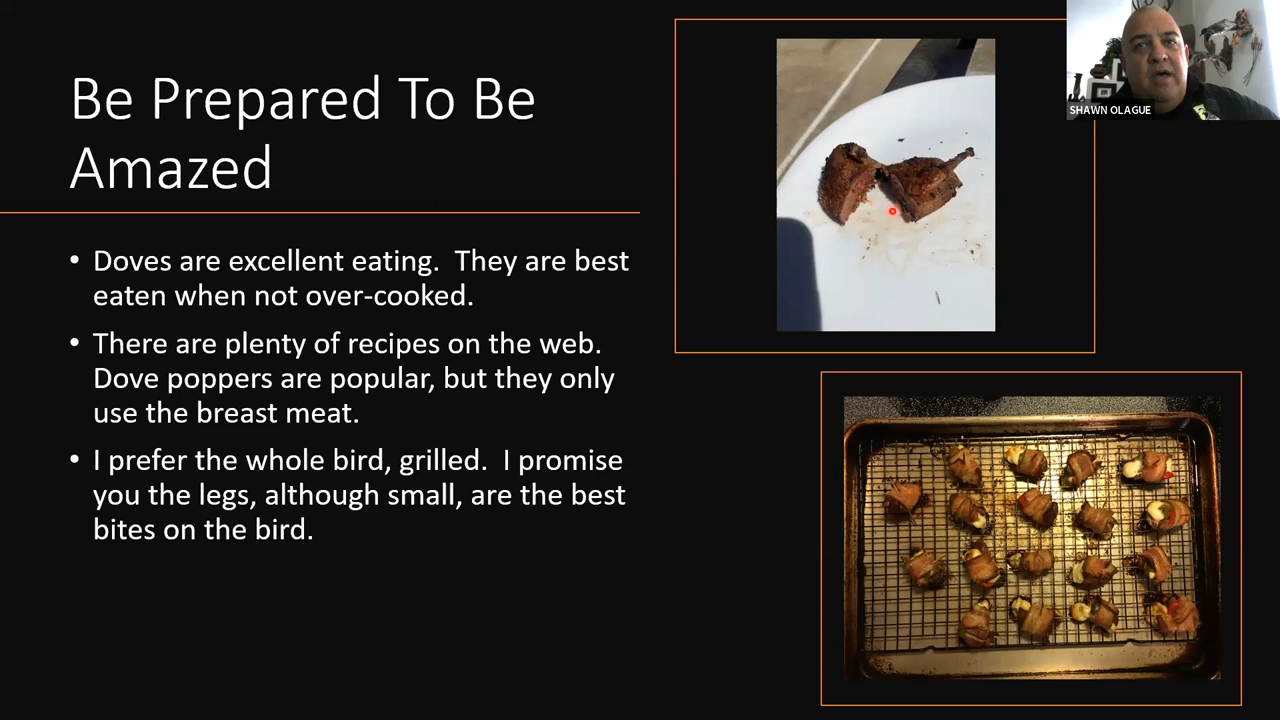 Be Prepared To Be
Amazed
• Doves are excellent eating.  They are best
eaten when not over-cooked.
• There are plenty of recipes on the web.
Dove poppers are popular, but they only
use the breast meat.
• I prefer the whole bird, grilled.  I promise
you the legs, although small, are the best
bites on the bird.
SHAWN OLAGUE